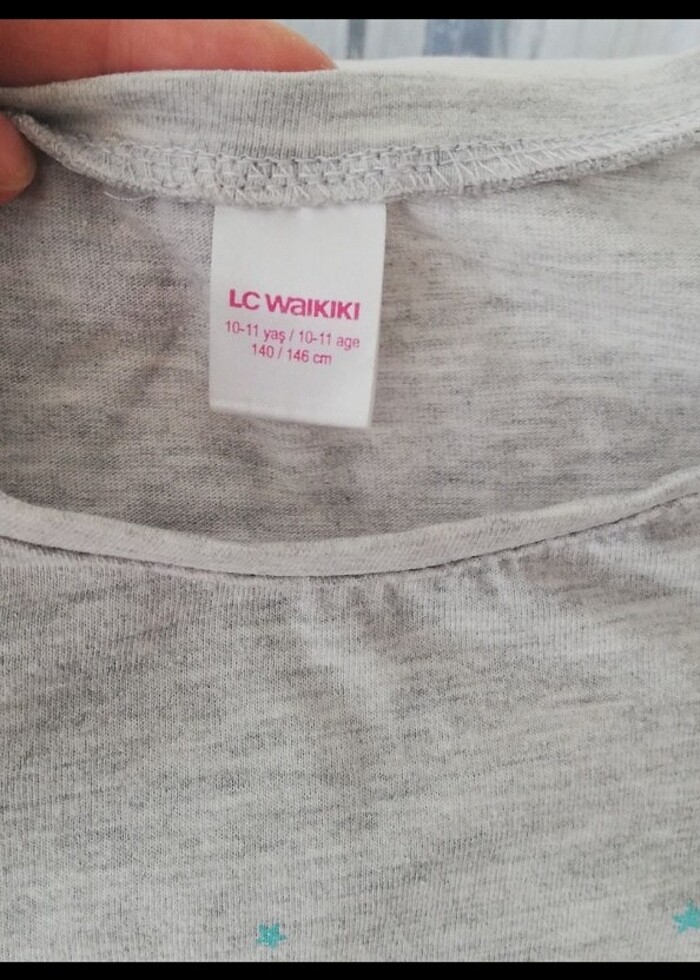 LC WAIKIKI
10-11 yaş / 10-11 age
140 / 146 cm